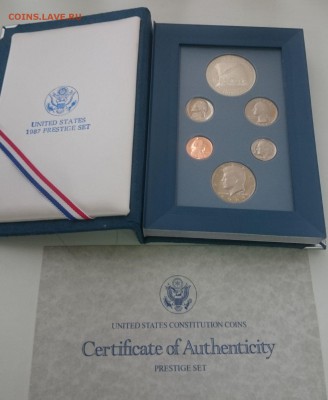 COINS.LAVE.RU
UNITED STATES
1987 PRESTIGE SET
UNITED STATES CONSTITUTION COINS
Certificate of Authenticity
PRESTIGE SET